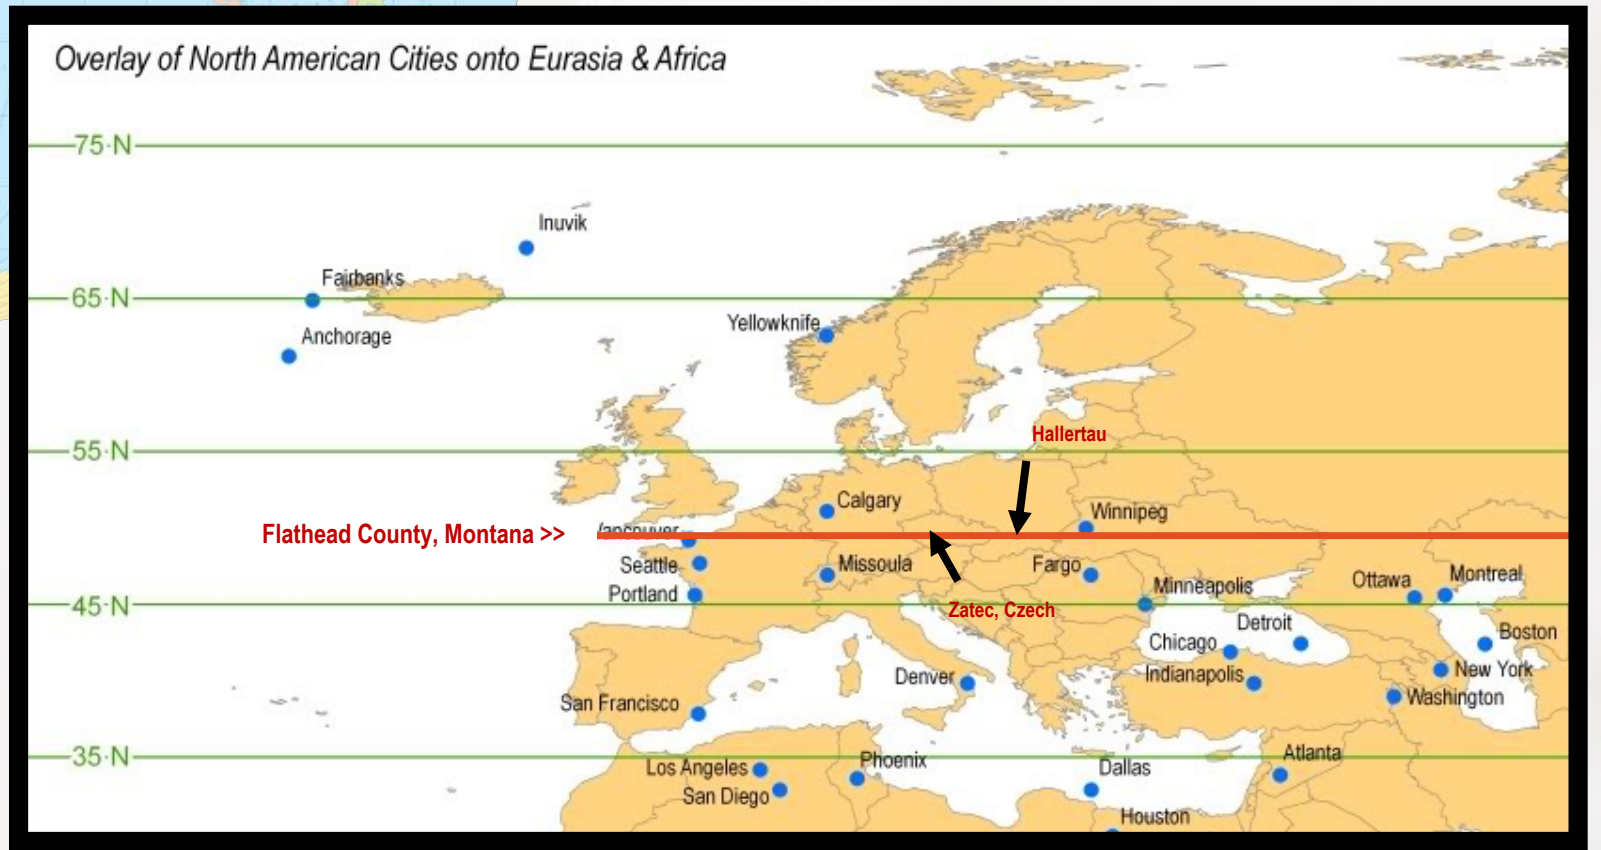 Overlay of North American Cities onto Eurasia & Africa
75·N
Inuvik
Fairbanks
65·N
Anchorage
Yellowknife
Hallertau
55·N
Calgary
Winnipeg
Flathead County, Montana >>
Vancouver
Seattle
Missoula
Fargo
Minneapolis
Ottawa
Montreal
Portland
45·N
Zatec, Czech
Detroit
Boston
Chicago
Denver
Indianapolis
New York
San Francisco
Washington
35·N
Los Angeles
Phoenix
Dallas
Atlanta
San Diego
Houston